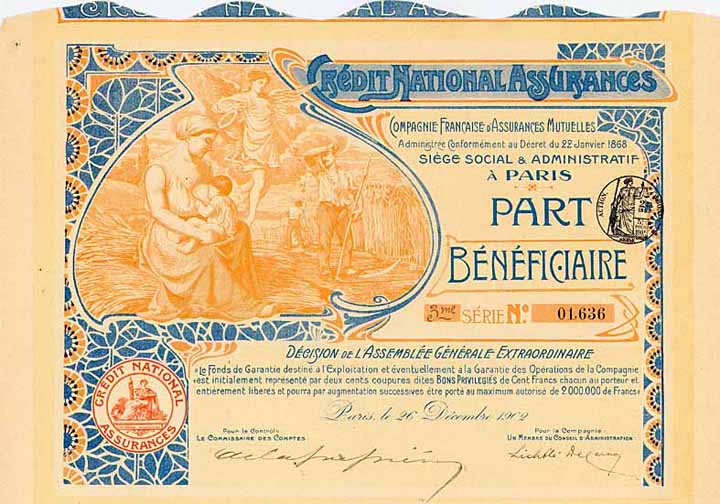 CRÉDIT NATIONAL ASSURANCES
COMPAGNIE FRANÇAISE D'ASSURANCES MUTUELLES
Administrée Conformément au Décret du 22 Janvier 1868
SIÈGE SOCIAL & ADMINISTRATIF
À PARIS
PART
BÉNÉFICIAIRE
3me SÉRIE No 01.636
DÉCISION DE L'ASSEMBLÉE GÉNÉRALE EXTRAORDINAIRE
"Le Fonds de Garantie destiné à l'Exploitation et éventuellement à la Garantie des Opérations de la Compagnie
"est initialement représenté par deux cents coupures dites BONS PRIVILEGIÉS de Cent Francs chacun au porteur et
"entièrement libérés et pourra par augmentation successives être porté au maximum autorisé de 2000.000 de Francs"
Paris, le 26 Décembre 1902
Pour le Contrôle
LE COMMISSAIRE DES COMPTES
Pour la Compagnie
UN MEMBRE DU CONSEIL D'ADMINISTRATION
CRÉDIT NATIONAL
ASSURANCES